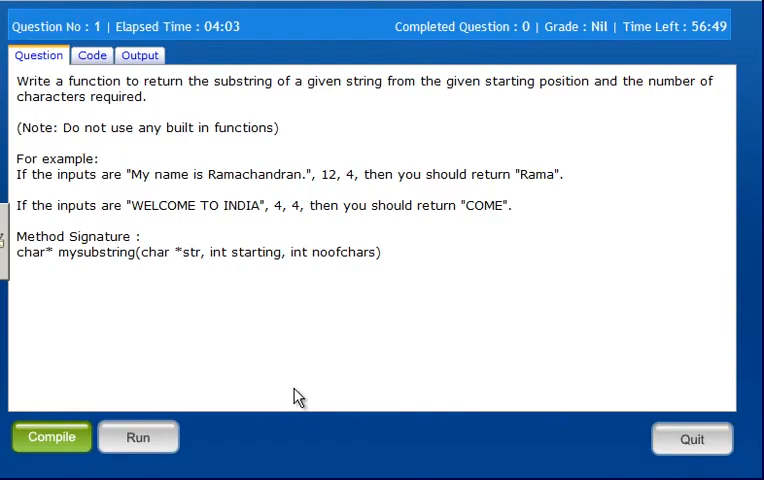 Question No : 1 | Elapsed Time : 04:03
Completed Question : 0 | Grade : Nil | Time Left : 56:49
Question Code Output
Write a function to return the substring of a given string from the given starting position and the number of
characters required.
(Note: Do not use any built in functions)
For example:
If the inputs are "My name is Ramachandran.", 12, 4, then you should return "Rama".
If the inputs are "WELCOME TO INDIA", 4, 4, then you should return "COME".
Method Signature :
char* mysubstring(char *str, int starting, int noofchars)
Compile Run Quit